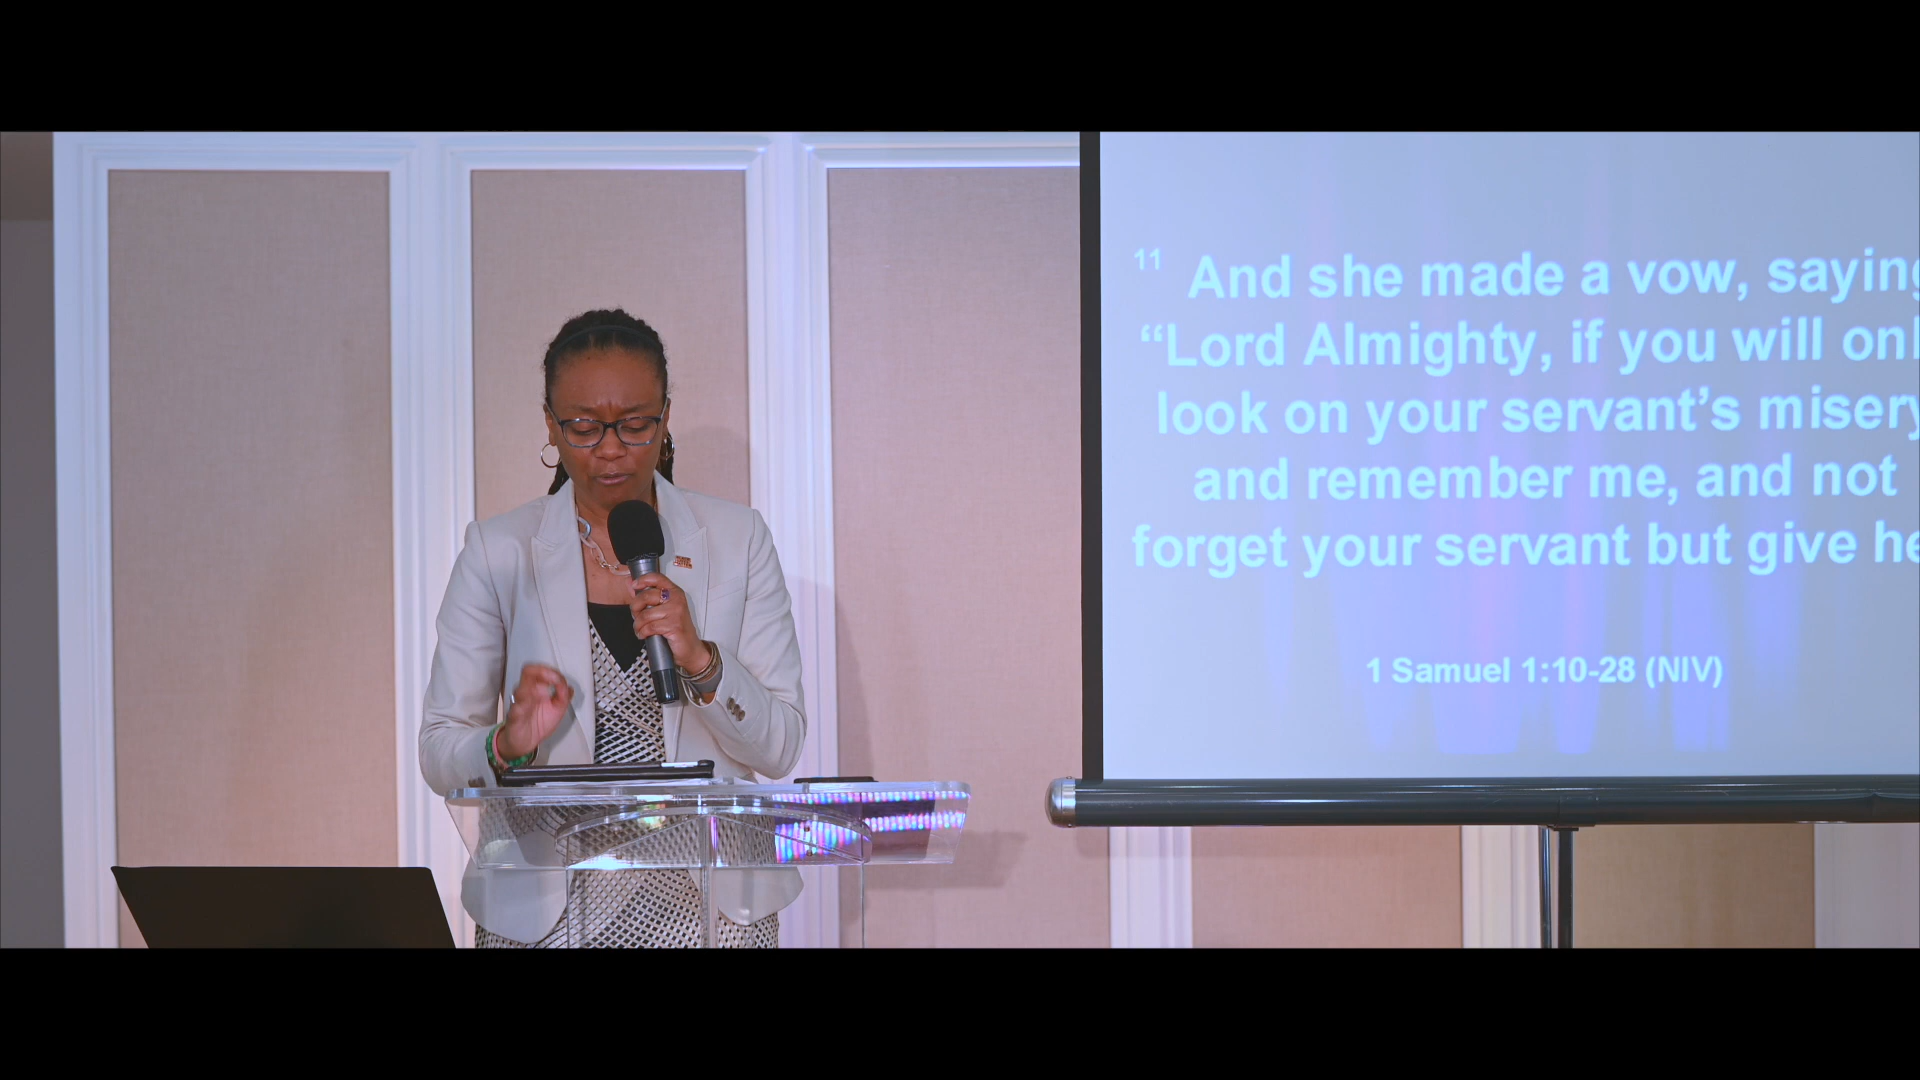 11 And she made a vow, saying
“Lord Almighty, if you will onl
look on your servant’s misery
and remember me, and not
forget your servant but give he
1 Samuel 1:10-28 (NIV)